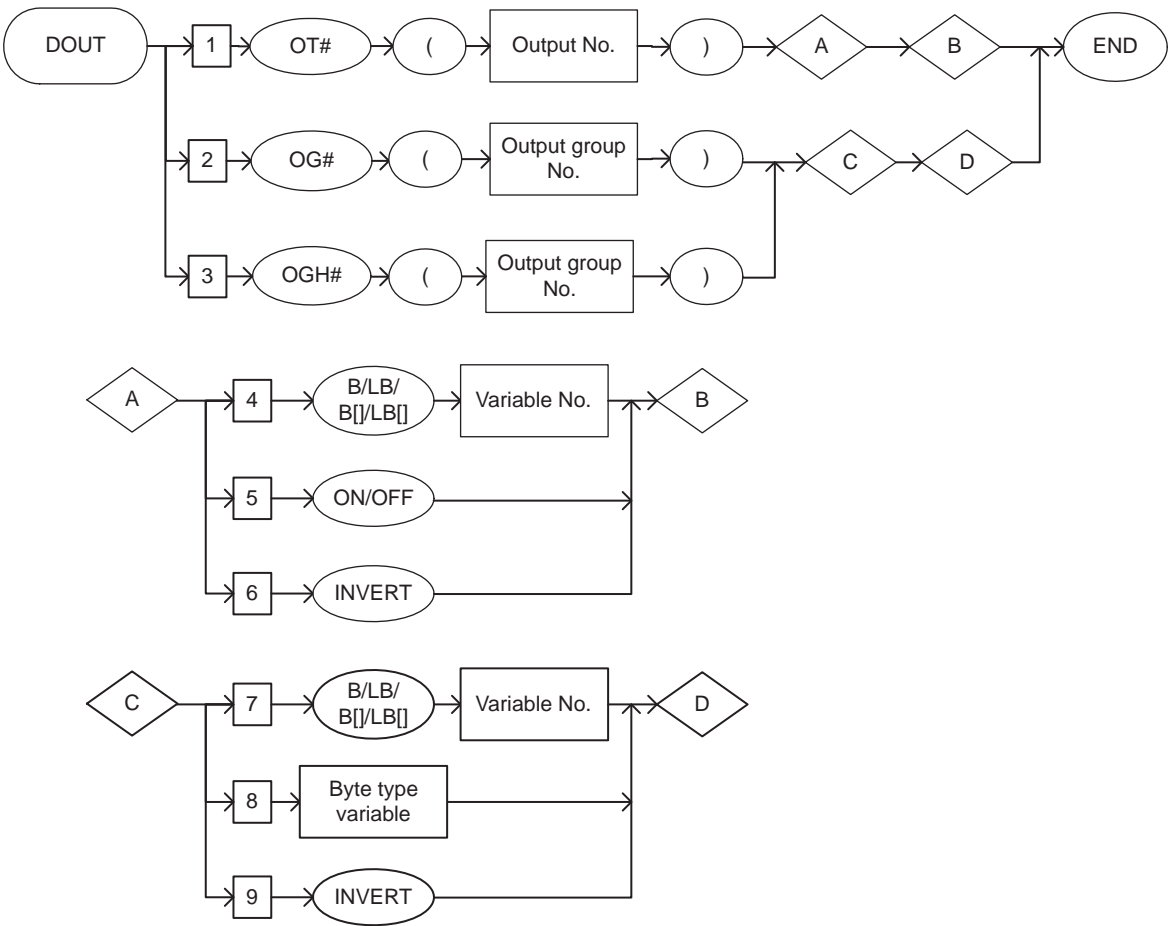 DOUT 1 OT# ( Output No. ) A B END
2 OG# ( Output group No. ) C D
3 OGH# ( Output group No. )
A 4 B/LB/ B[]/LB[] Variable No. B
5 ON/OFF
6 INVERT
C 7 B/LB/ B[]/LB[] Variable No. D
8 Byte type variable
9 INVERT